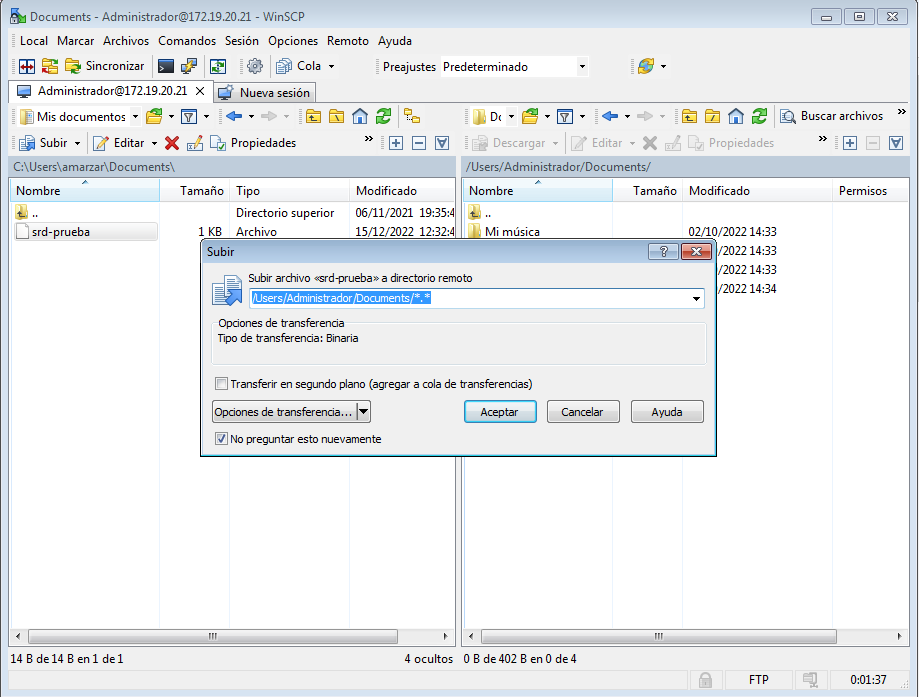 Documents - Administrador@172.19.20.21 - WinSCP
Local Marcar Archivos Comandos Sesión Opciones Remoto Ayuda
Sincronizar Cola Preajustes Predeterminado
Administrador@172.19.20.21 Nueva sesión
Mis documentos Dc Buscar archivos
Subir Editar Propiedades Descargar Editar Propiedades
C:\Users\amarzar\Documents\ /Users/Administrador/Documents/
Nombre Tamaño Tipo Modificado Nombre Tamaño Modificado Permisos
.. Directorio superior 06/11/2021 19:35:4 ..
srd-prueba 1 KB Archivo 15/12/2022 12:32:4 Mi música 02/10/2022 14:33
Subir
/2022 14:33
/2022 14:33
/2022 14:34
Subir archivo «srd-prueba» a directorio remoto
/Users/Administrador/Documents/*.*
Opciones de transferencia
Tipo de transferencia: Binaria
Transferir en segundo plano (agregar a cola de transferencias)
Opciones de transferencia... Aceptar Cancelar Ayuda
No preguntar esto nuevamente
14 B de 14 B en 1 de 1 4 ocultos 0 B de 402 B en 0 de 4
FTP 0:01:37